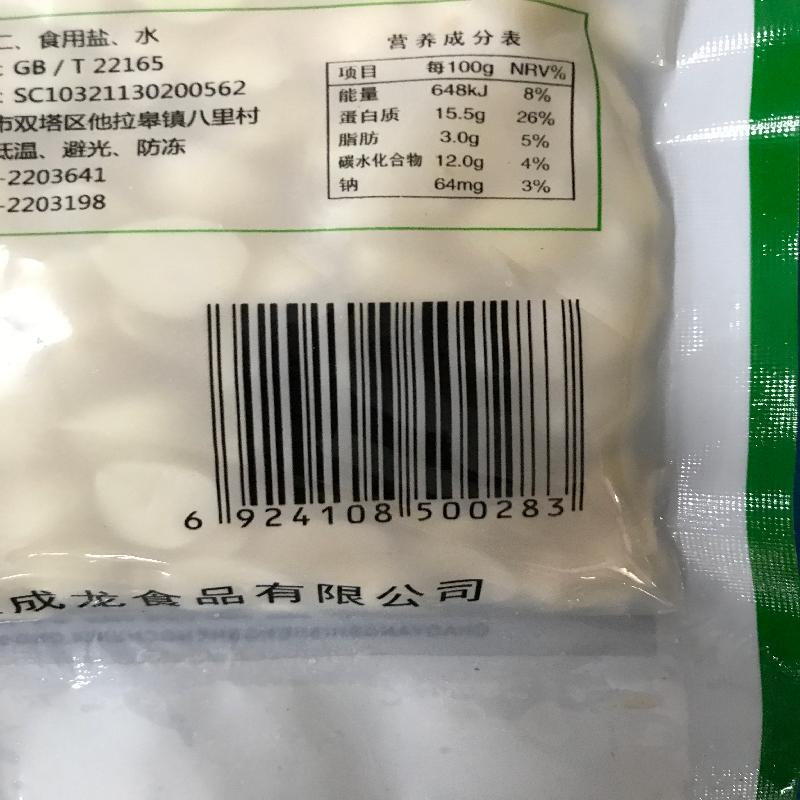 、食用盐、水
: GB / T 22165
: SC10321130200562
市双塔区他拉皋镇八里村
低温、避光、防冻
-2203641
-2203198
营养成分表
项目 每100g NRV%
能量 648kJ 8%
蛋白质 15.5g 26%
脂肪 3.0g 5%
碳水化合物 12.0g 4%
钠 64mg 3%
6 924108 500283
成龙食品有限公司